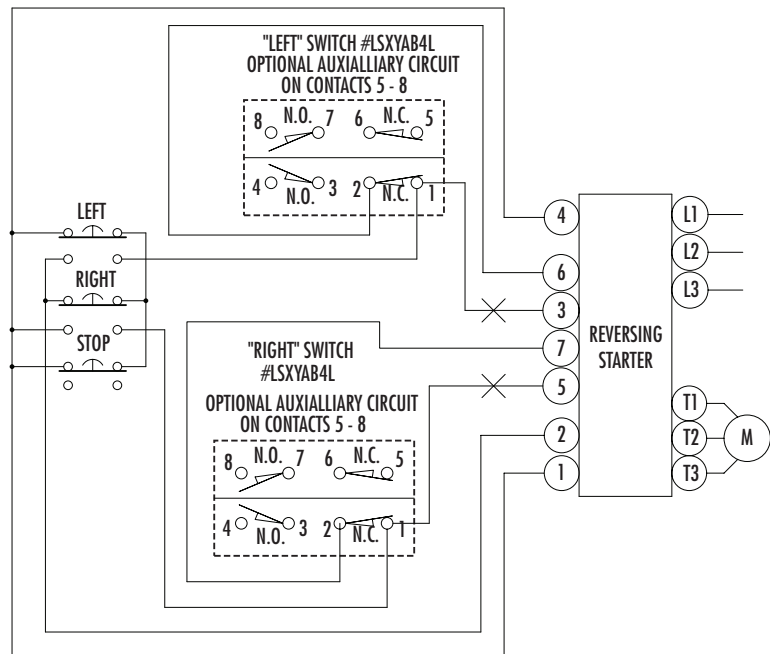 "LEFT" SWITCH #LSXYAB4L
OPTIONAL AUXIALLIARY CIRCUIT
ON CONTACTS 5 - 8
8 N.O. 7 6 N.C. 5
4 N.O. 3 2 N.C. 1
LEFT
RIGHT
STOP
"RIGHT" SWITCH
#LSXYAB4L
OPTIONAL AUXIALLIARY CIRCUIT
ON CONTACTS 5 - 8
8 N.O. 7 6 N.C. 5
4 N.O. 3 2 N.C. 1
4
6
3
7
5
2
1
REVERSING
STARTER
L1
L2
L3
T1
T2
T3
M